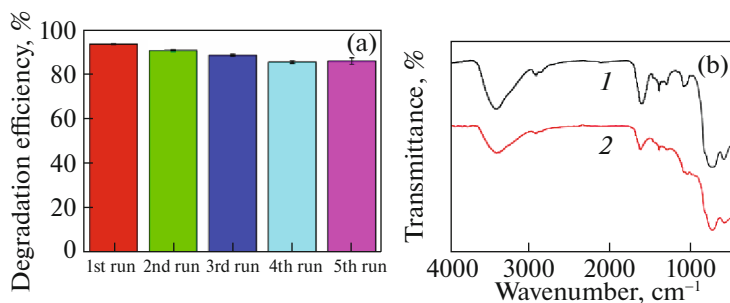 Degradation efficiency, %
100
80
60
40
20
0
(a)
1st run 2nd run 3rd run 4th run 5th run
Transmittance, %
(b)
1
2
4000 3000 2000 1000
Wavenumber, cm⁻¹